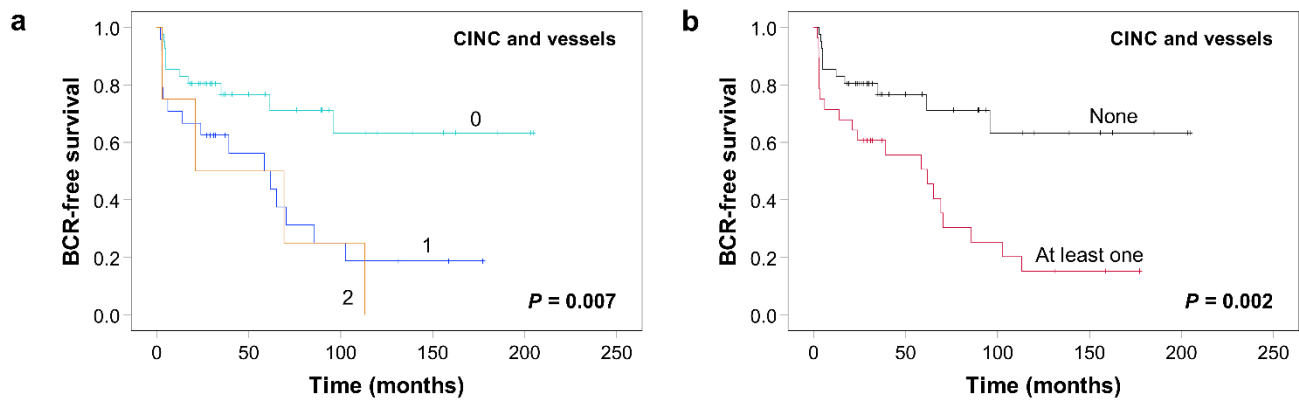 a
CINC and vessels
BCR-free survival
1.0
0.8
0.6
0.4
0.2
0.0
0
1
2
P = 0.007
0 50 100 150 200 250
Time (months)
b
CINC and vessels
BCR-free survival
1.0
0.8
0.6
0.4
0.2
0.0
None
At least one
P = 0.002
0 50 100 150 200 250
Time (months)